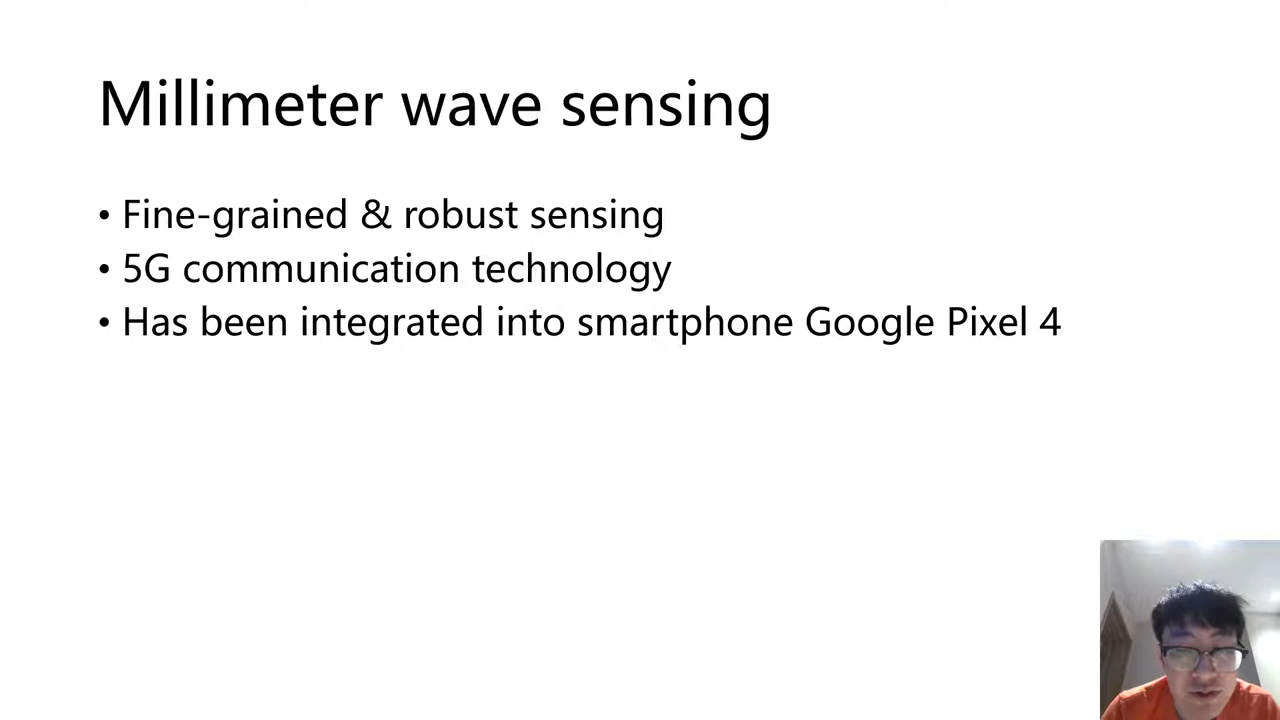 Millimeter wave sensing
• Fine-grained & robust sensing
• 5G communication technology
• Has been integrated into smartphone Google Pixel 4